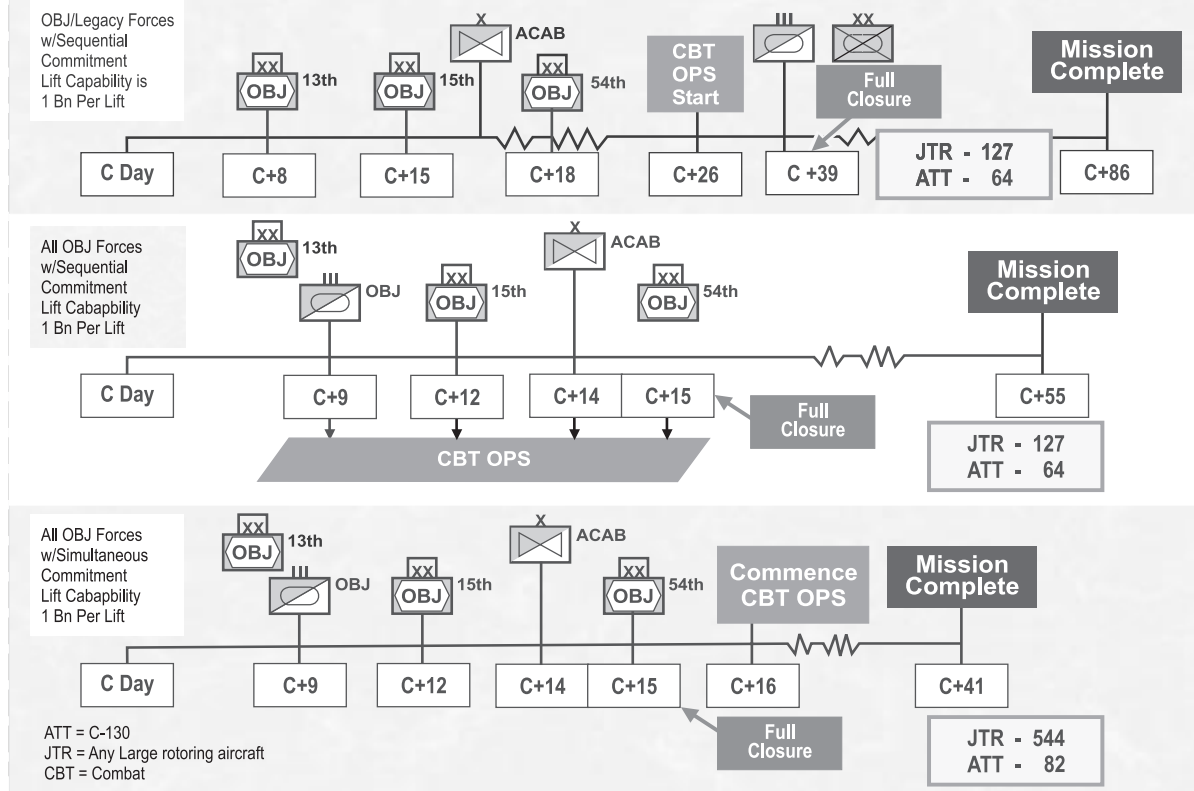 OBJ/Legacy Forces
w/Sequential
Commitment
Lift Capability is
1 Bn Per Lift
XX
OBJ
13th
XX
OBJ
15th
X
ACAB
XX
OBJ
54th
CBT
OPS
Start
III
XX
Full
Closure
Mission
Complete
C Day
C+8
C+15
C+18
C+26
C +39
JTR - 127
ATT - 64
C+86
All OBJ Forces
w/Sequential
Commitment
Lift Cabapbility
1 Bn Per Lift
XX
OBJ
13th
III
OBJ
XX
OBJ
15th
X
ACAB
XX
OBJ
54th
Mission
Complete
C Day
C+9
C+12
C+14
C+15
Full
Closure
C+55
CBT OPS
JTR - 127
ATT - 64
All OBJ Forces
w/Simultaneous
Commitment
Lift Cabapbility
1 Bn Per Lift
XX
OBJ
13th
III
OBJ
XX
OBJ
15th
X
ACAB
XX
OBJ
54th
Commence
CBT OPS
Mission
Complete
C Day
C+9
C+12
C+14
C+15
C+16
C+41
Full
Closure
JTR - 544
ATT - 82
ATT = C-130
JTR = Any Large rotoring aircraft
CBT = Combat